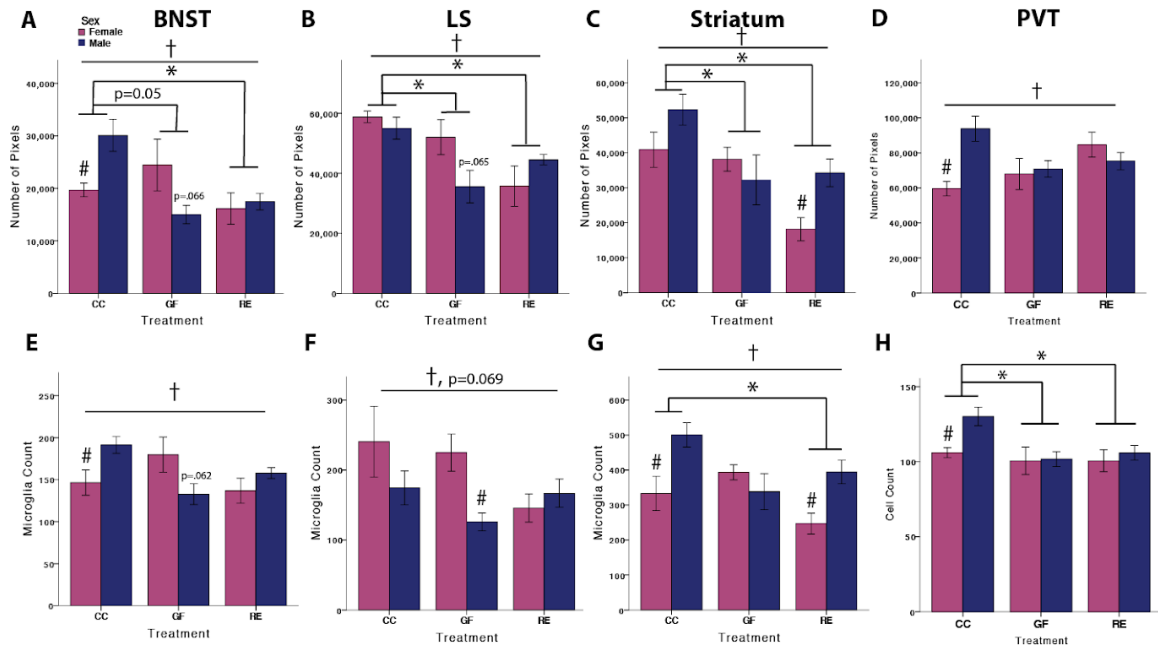 A BNST
B LS
C Striatum
D PVT
Sex
Female
Male
†
*
p=0.05
#
p=.066
40,000
30,000
20,000
10,000
0
Number of Pixels
CC GF RE
Treatment
†
*
*
p=.065
60,000
40,000
20,000
0
Number of Pixels
CC GF RE
Treatment
†
*
*
#
60,000
50,000
40,000
30,000
20,000
10,000
0
Number of Pixels
CC GF RE
Treatment
†
#
120,000
100,000
80,000
60,000
40,000
20,000
0
Number of Pixels
CC GF RE
Treatment
E
†
#
p=.062
250
200
150
100
50
0
Microglia Count
CC GF RE
Treatment
F
†, p=0.069
#
300
200
100
0
Microglia Count
CC GF RE
Treatment
G
†
*
#
#
600
500
400
300
200
100
0
Microglia Count
CC GF RE
Treatment
H
*
*
#
150
100
50
0
Cell Count
CC GF RE
Treatment